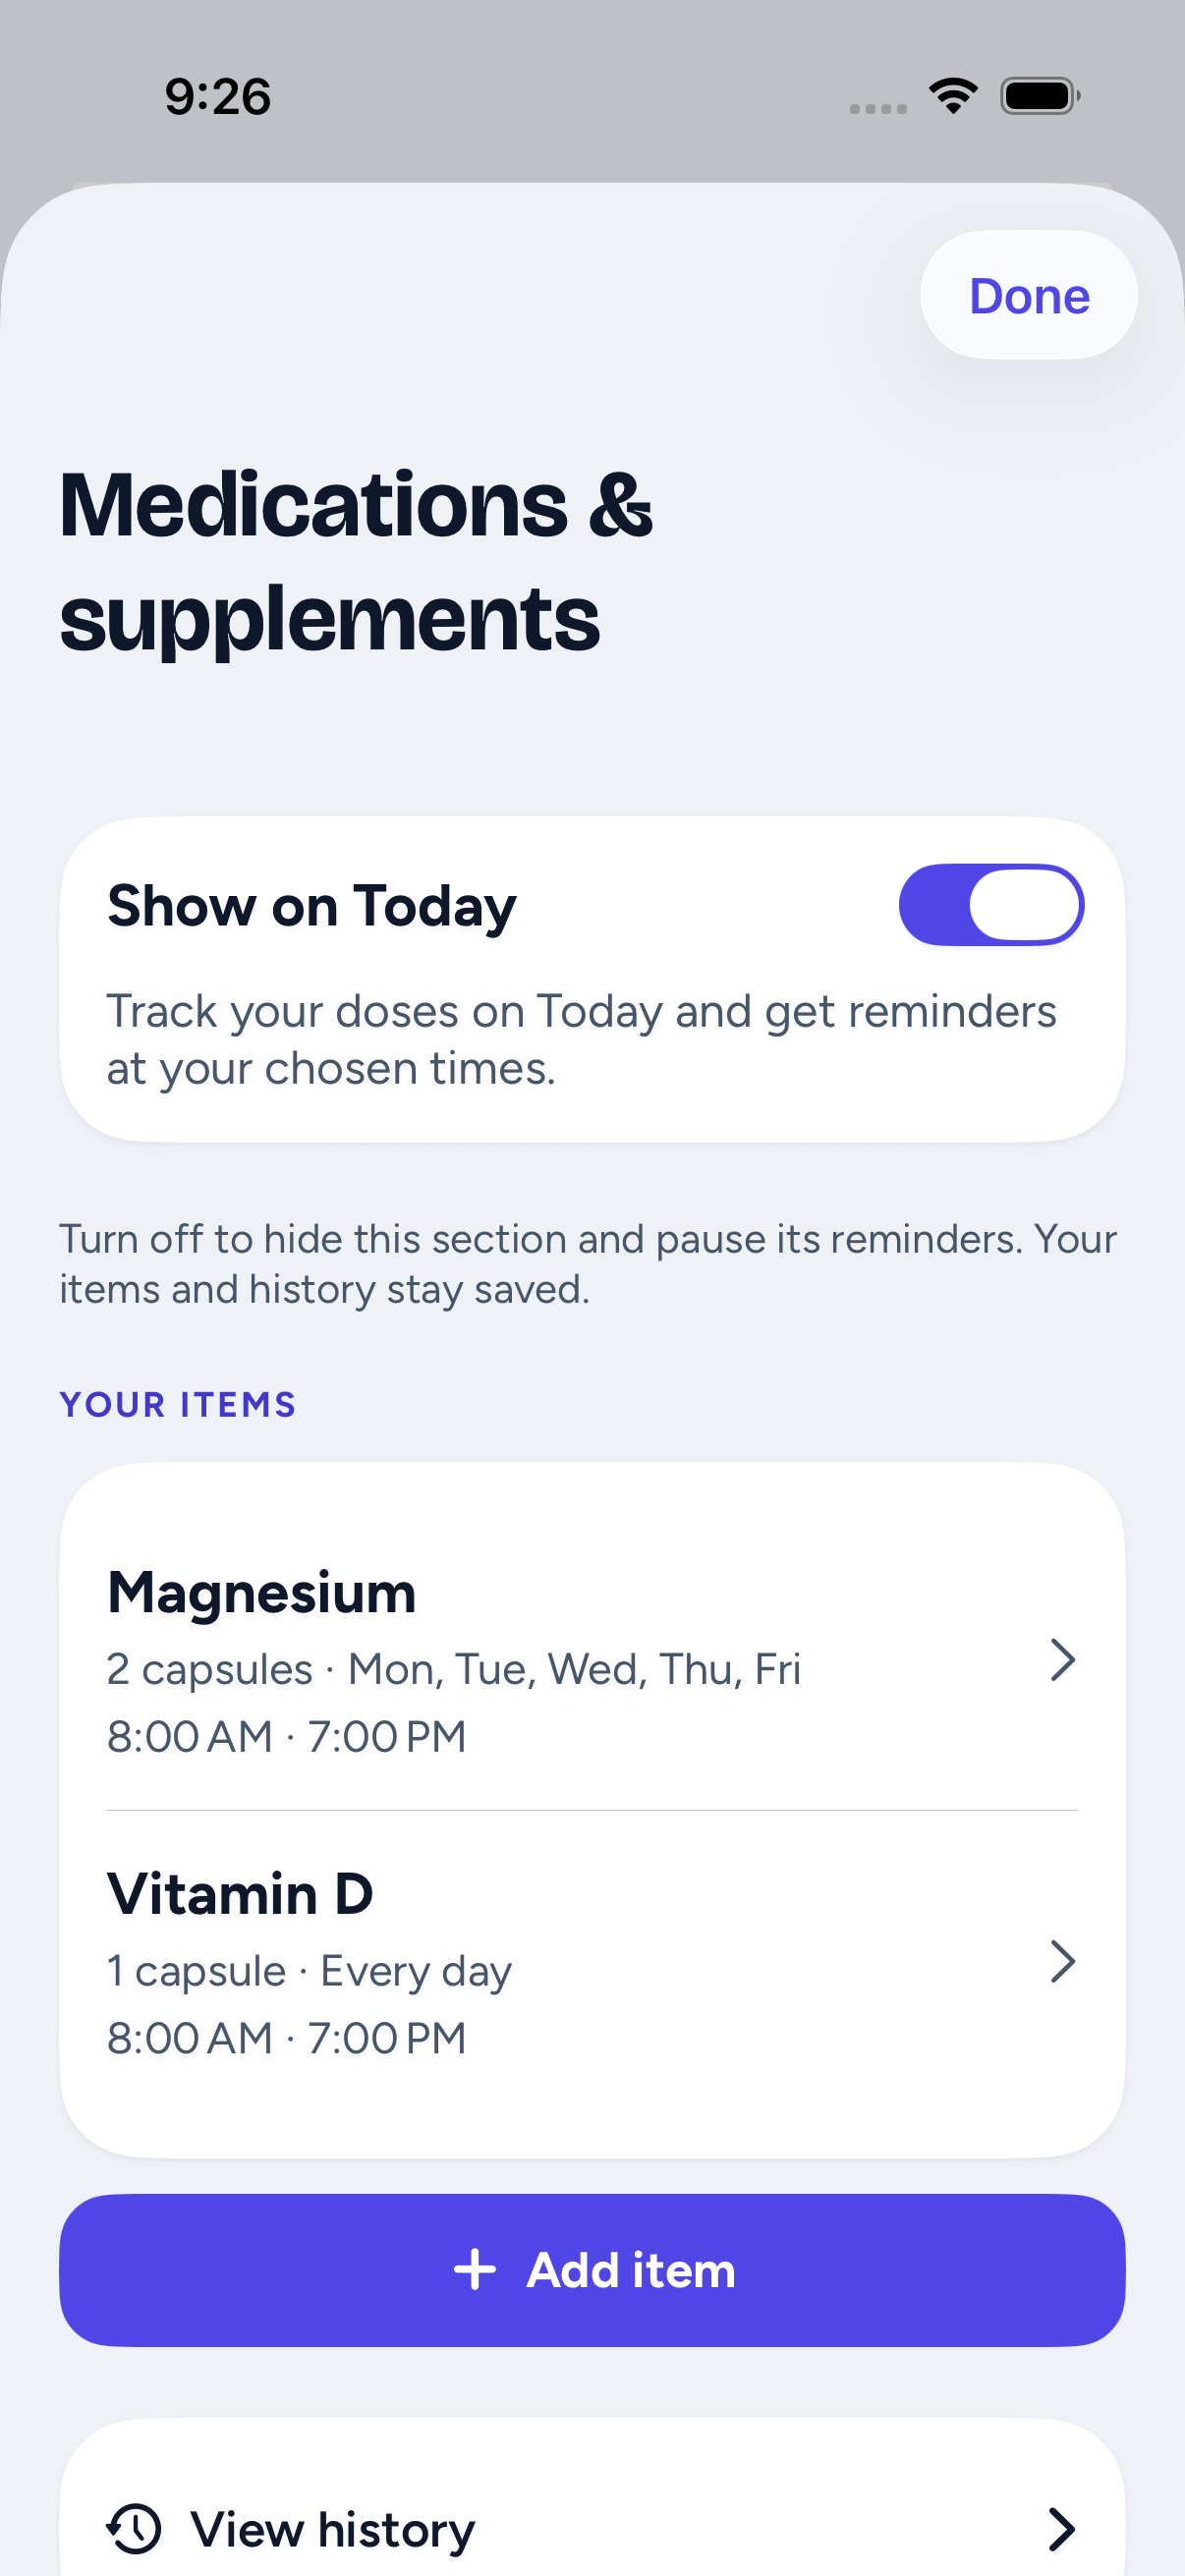 9:26
Done
Medications &
supplements
Show on Today
Track your doses on Today and get reminders
at your chosen times.
Turn off to hide this section and pause its reminders. Your
items and history stay saved.
YOUR ITEMS
Magnesium
2 capsules · Mon, Tue, Wed, Thu, Fri
8:00 AM · 7:00 PM
Vitamin D
1 capsule · Every day
8:00 AM · 7:00 PM
+ Add item
View history